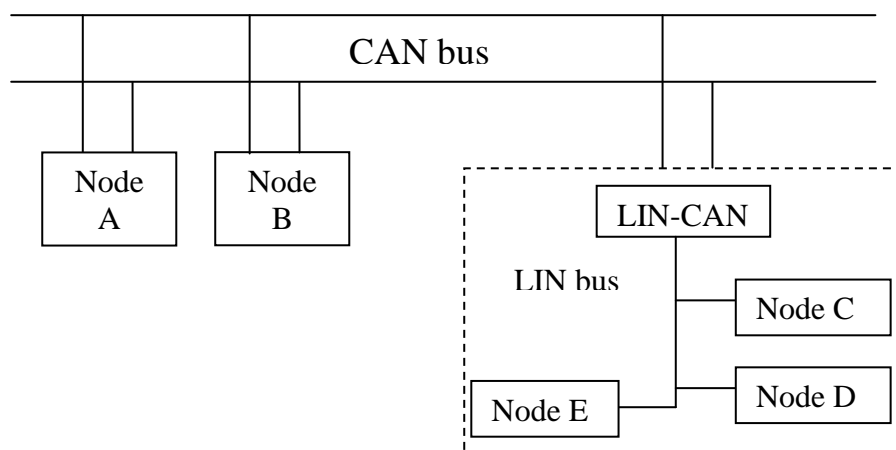 CAN bus
Node
A
Node
B
LIN-CAN
LIN bus
Node C
Node D
Node E